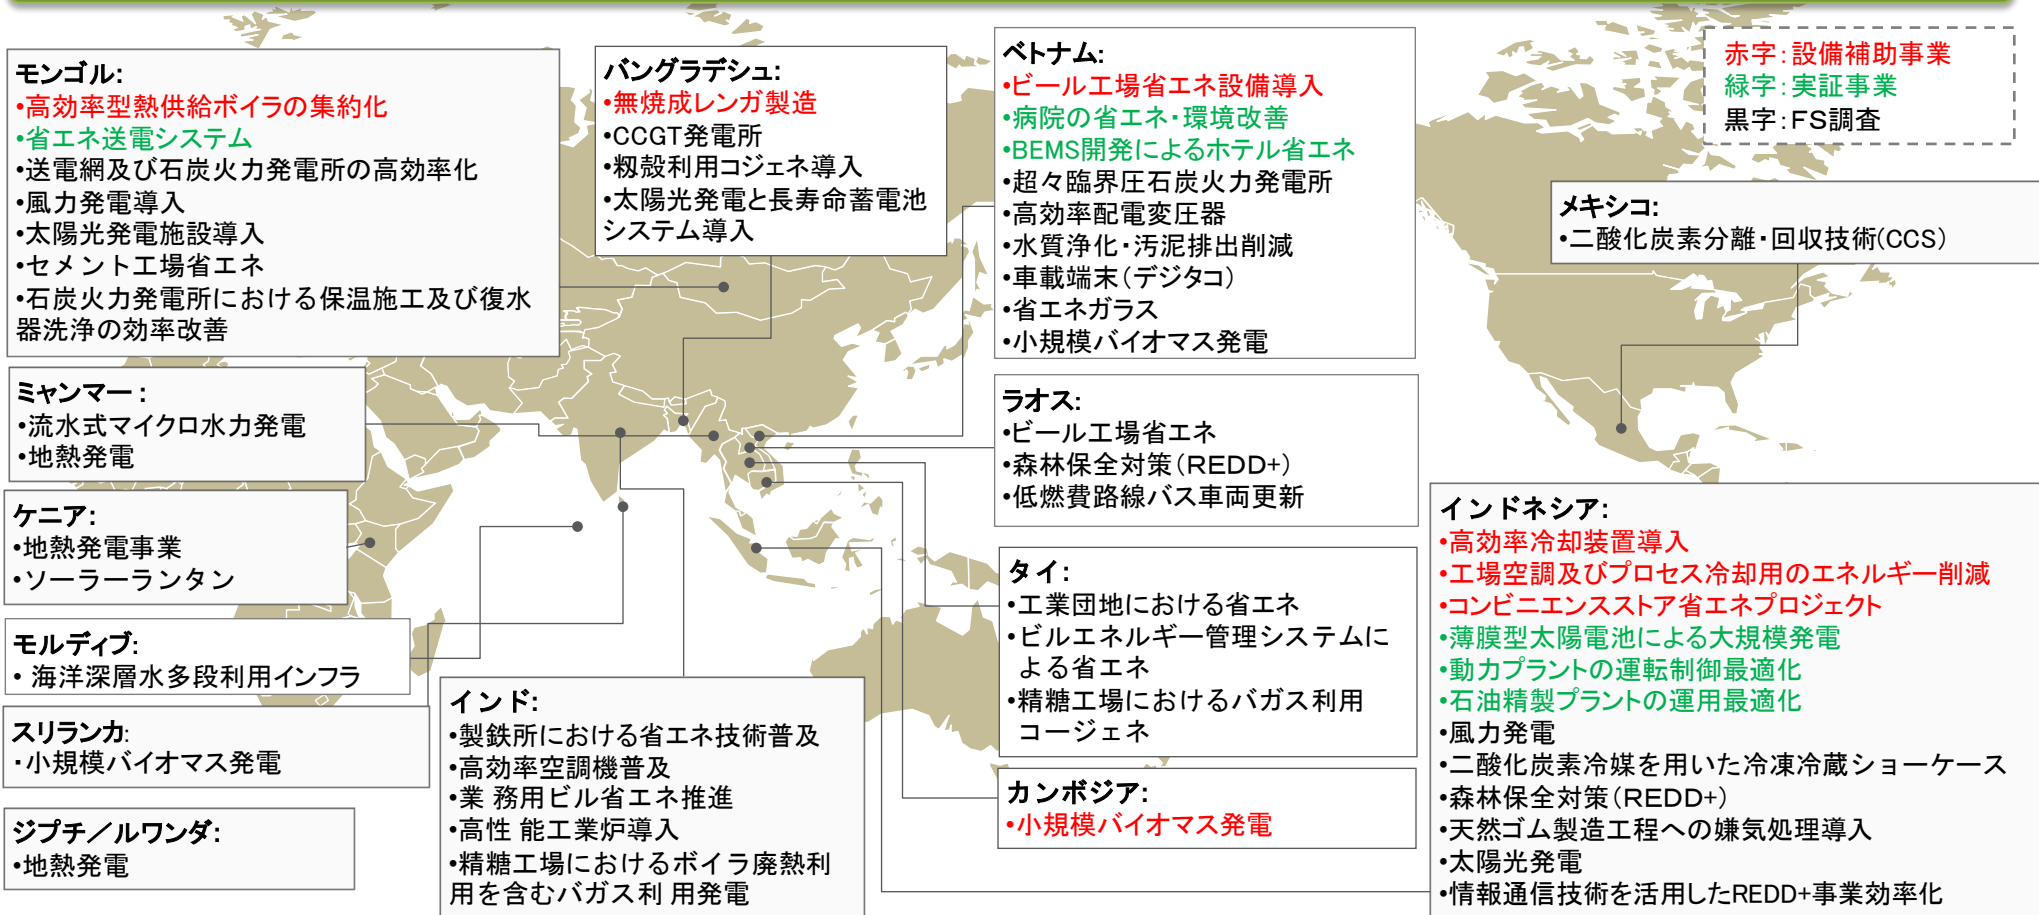 モンゴル:
•高効率型熱供給ボイラの集約化
•省エネ送電システム
•送電網及び石炭火力発電所の高効率化
•風力発電導入
•太陽光発電施設導入
•セメント工場省エネ
•石炭火力発電所における保温施工及び復水
器洗浄の効率改善
バングラデシュ:
•無焼成レンガ製造
•CCGT発電所
•籾殻利用コジェネ導入
•太陽光発電と長寿命蓄電池
システム導入
ベトナム:
•ビール工場省エネ設備導入
•病院の省エネ・環境改善
•BEMS開発によるホテル省エネ
•超々臨界圧石炭火力発電所
•高効率配電変圧器
•水質浄化・汚泥排出削減
•車載端末（デジタコ）
•省エネガラス
•小規模バイオマス発電
赤字：設備補助事業
緑字：実証事業
黒字：FS調査
メキシコ:
•二酸化炭素分離・回収技術(CCS)
ミャンマー：
•流水式マイクロ水力発電
•地熱発電
ラオス:
•ビール工場省エネ
•森林保全対策（REDD+）
•低燃費路線バス車両更新
ケニア:
•地熱発電事業
•ソーラーランタン
タイ:
•工業団地における省エネ
•ビルエネルギー管理システムに
よる省エネ
•精糖工場におけるバガス利用
コージェネ
モルディブ:
• 海洋深層水多段利用インフラ
スリランカ:
・小規模バイオマス発電
ジプチ／ルワンダ:
•地熱発電
インド:
•製鉄所における省エネ技術普及
•高効率空調機普及
•業 務用ビル省エネ推進
•高性 能工業炉導入
•精糖工場におけるボイラ廃熱利
用を含むバガス利 用発電
カンボジア:
•小規模バイオマス発電
インドネシア:
•高効率冷却装置導入
•工場空調及びプロセス冷却用のエネルギー削減
•コンビニエンスストア省エネプロジェクト
•薄膜型太陽電池による大規模発電
•動力プラントの運転制御最適化
•石油精製プラントの運用最適化
•風力発電
•二酸化炭素冷媒を用いた冷凍冷蔵ショーケース
•森林保全対策（REDD+）
•天然ゴム製造工程への嫌気処理導入
•太陽光発電
•情報通信技術を活用したREDD+事業効率化